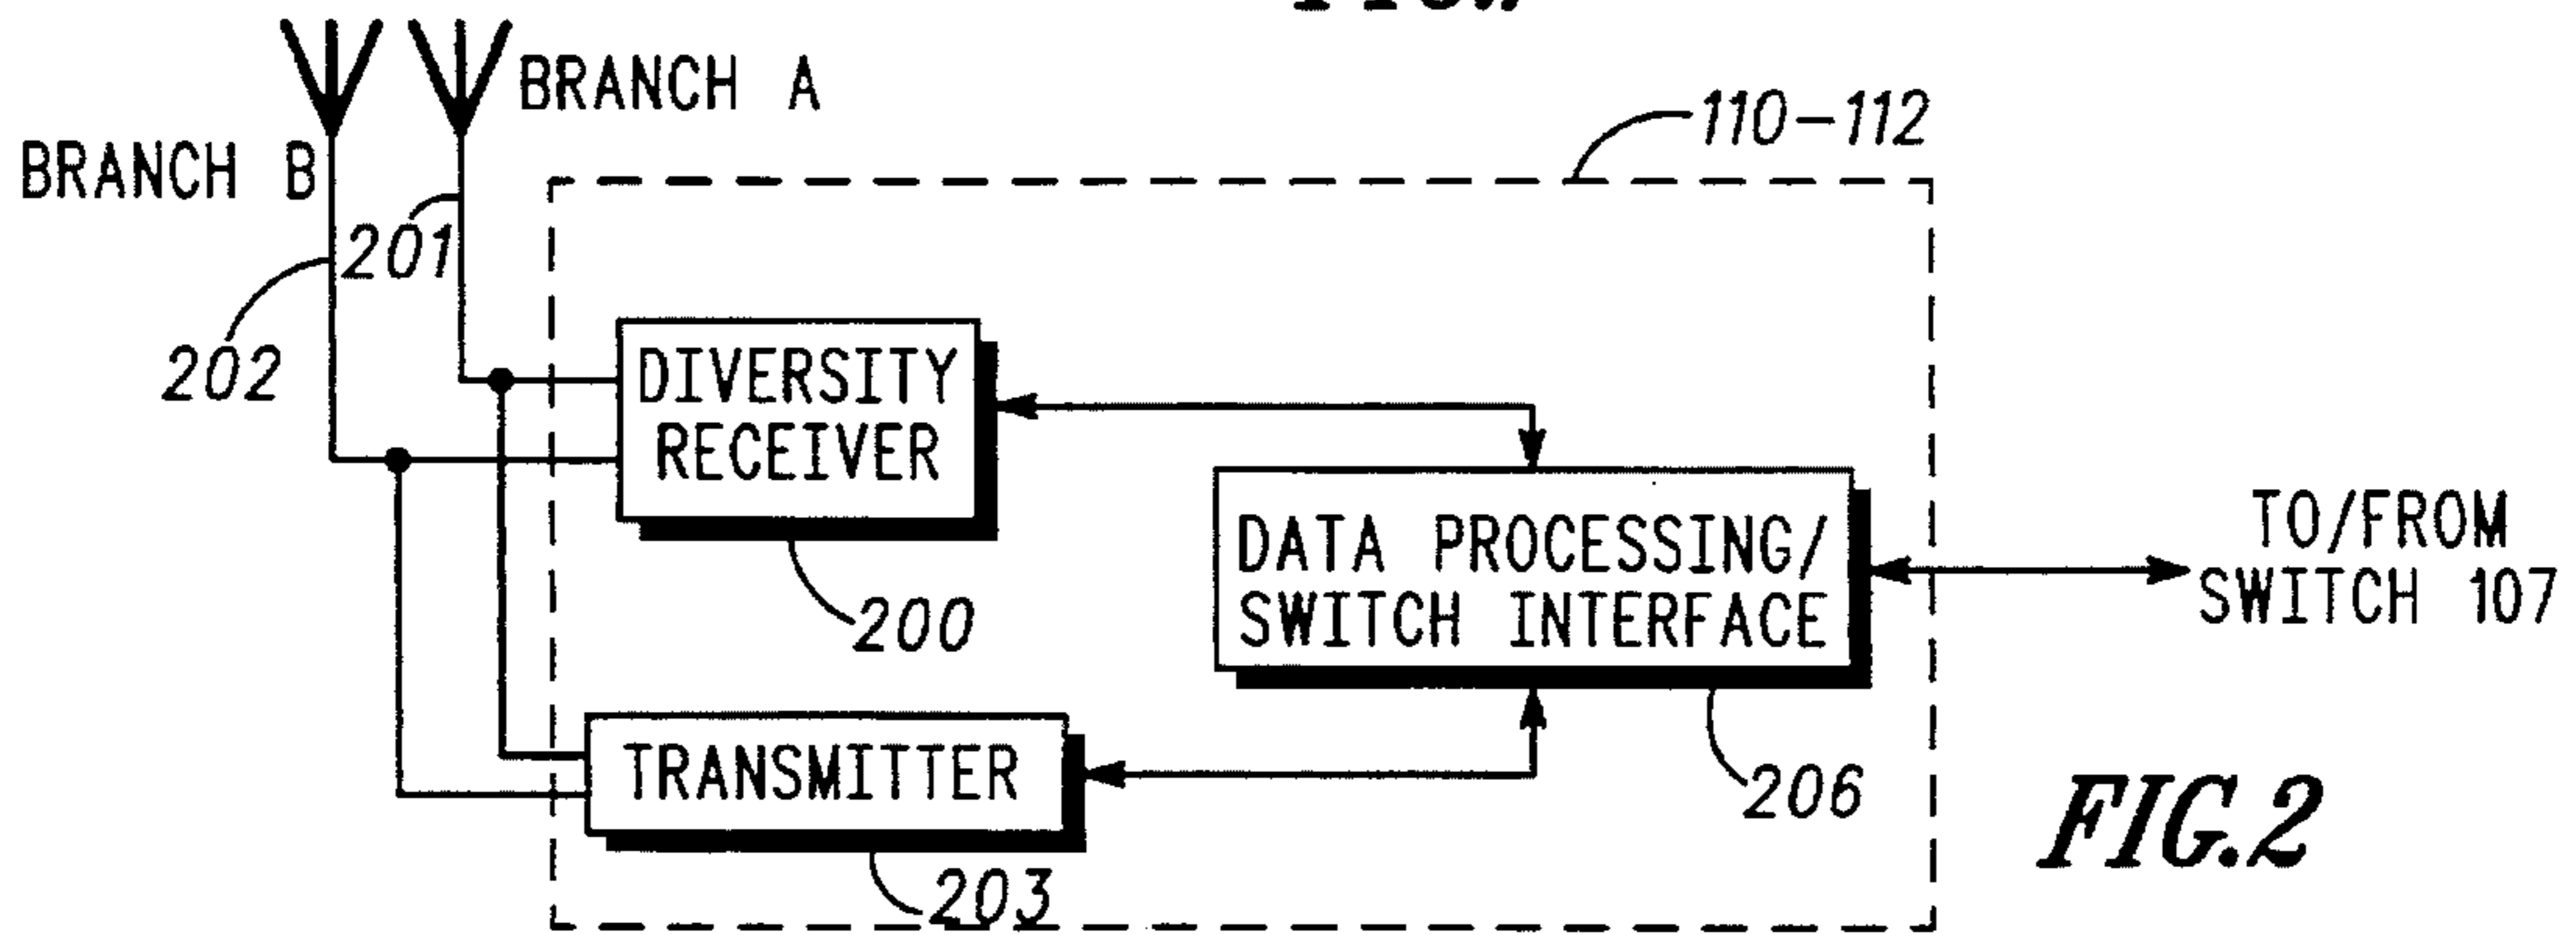 BRANCH A
110-112
BRANCH B
201
202
DIVERSITY
RECEIVER
200
DATA PROCESSING/
SWITCH INTERFACE
TO/FROM
SWITCH 107
TRANSMITTER
206
203
FIG.2